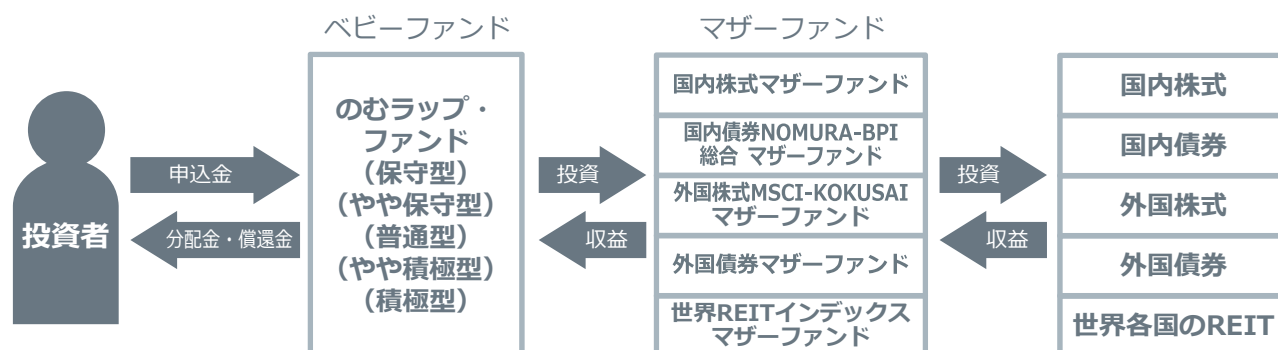 ベビーファンド
マザーファンド
投資者
申込金
分配金・償還金
のむラップ・
ファンド
（保守型）
（やや保守型）
（普通型）
（やや積極型）
（積極型）
投資
収益
国内株式マザーファンド
国内債券NOMURA-BPI
総合 マザーファンド
外国株式MSCI-KOKUSAI
マザーファンド
外国債券マザーファンド
世界REITインデックス
マザーファンド
投資
収益
国内株式
国内債券
外国株式
外国債券
世界各国のREIT